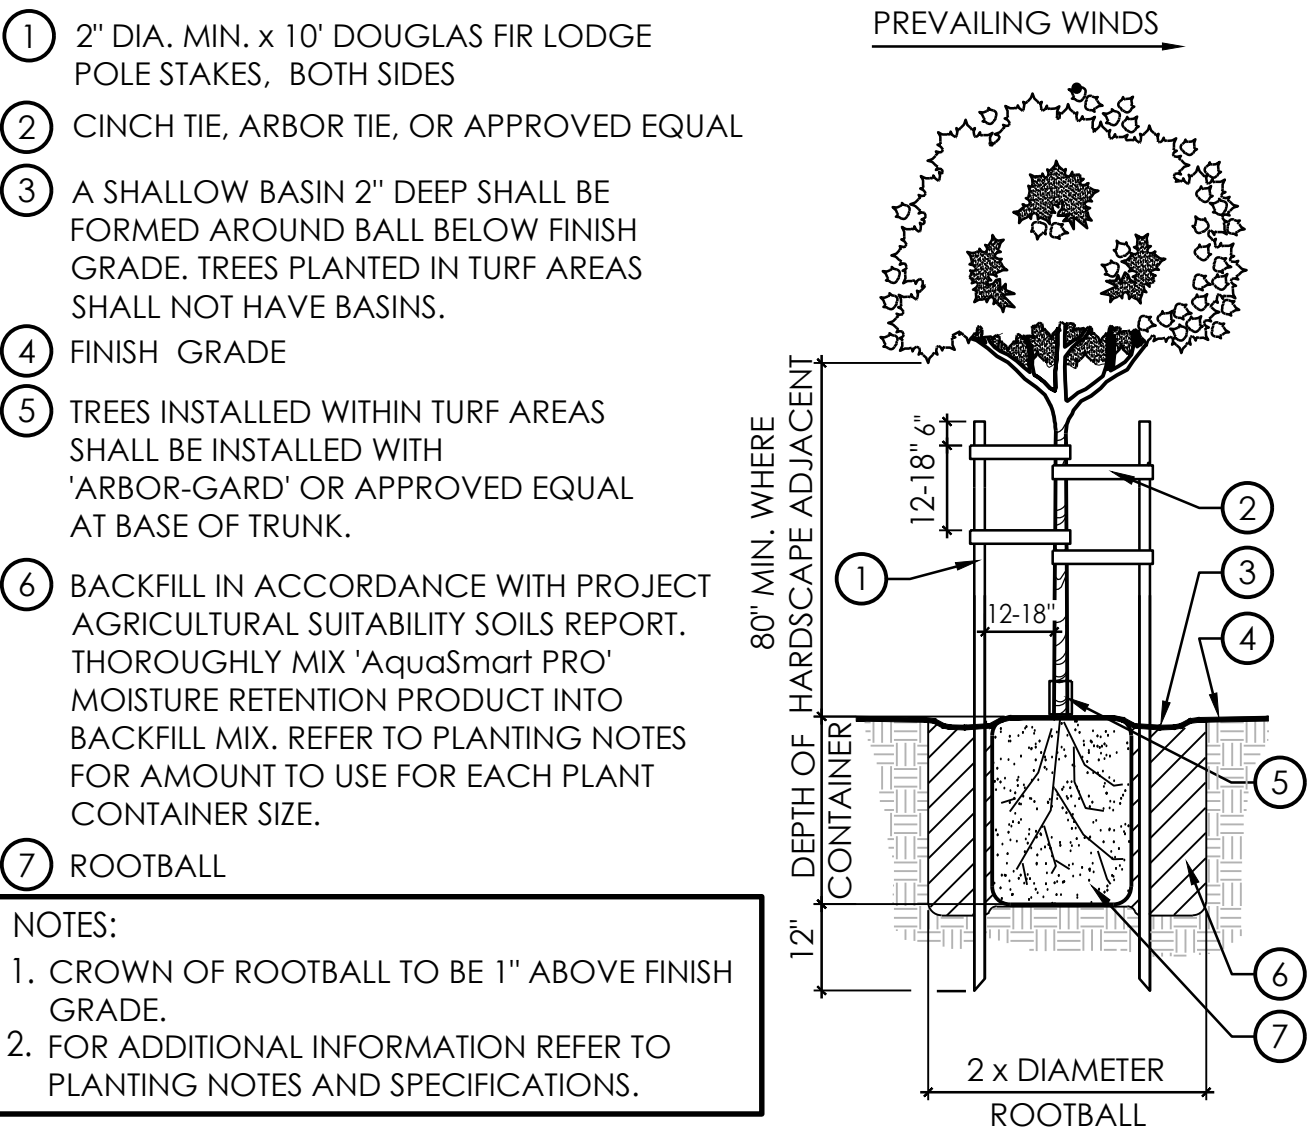 1 2" DIA. MIN. x 10' DOUGLAS FIR LODGE
POLE STAKES, BOTH SIDES
2 CINCH TIE, ARBOR TIE, OR APPROVED EQUAL
3 A SHALLOW BASIN 2" DEEP SHALL BE
FORMED AROUND BALL BELOW FINISH
GRADE. TREES PLANTED IN TURF AREAS
SHALL NOT HAVE BASINS.
4 FINISH GRADE
5 TREES INSTALLED WITHIN TURF AREAS
SHALL BE INSTALLED WITH
'ARBOR-GARD' OR APPROVED EQUAL
AT BASE OF TRUNK.
6 BACKFILL IN ACCORDANCE WITH PROJECT
AGRICULTURAL SUITABILITY SOILS REPORT.
THOROUGHLY MIX 'AquaSmart PRO'
MOISTURE RETENTION PRODUCT INTO
BACKFILL MIX. REFER TO PLANTING NOTES
FOR AMOUNT TO USE FOR EACH PLANT
CONTAINER SIZE.
7 ROOTBALL
NOTES:
1. CROWN OF ROOTBALL TO BE 1" ABOVE FINISH
GRADE.
2. FOR ADDITIONAL INFORMATION REFER TO
PLANTING NOTES AND SPECIFICATIONS.
PREVAILING WINDS
80" MIN. WHERE
HARDSCAPE ADJACENT
6"
12-18"
12-18"
DEPTH OF
CONTAINER
12"
1
2
3
4
5
6
7
2 x DIAMETER
ROOTBALL